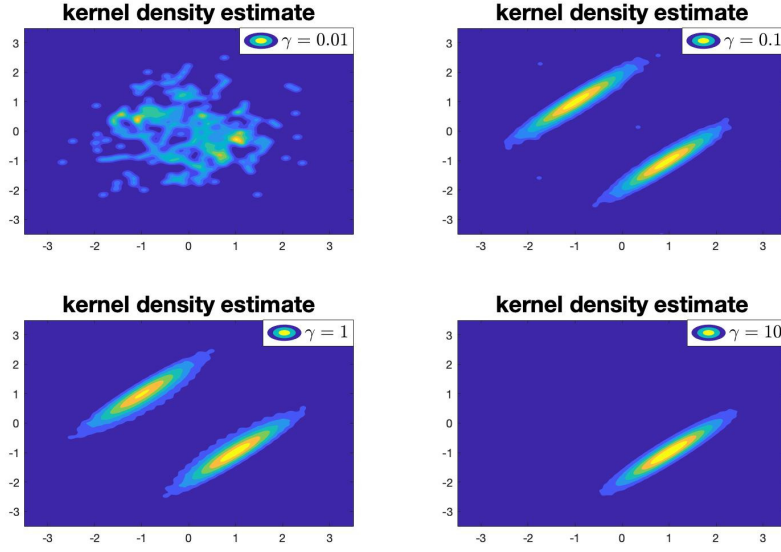 kernel density estimate
γ = 0.01
3
2
1
0
-1
-2
-3
-3 -2 -1 0 1 2 3
kernel density estimate
γ = 0.1
3
2
1
0
-1
-2
-3
-3 -2 -1 0 1 2 3
kernel density estimate
γ = 1
3
2
1
0
-1
-2
-3
-3 -2 -1 0 1 2 3
kernel density estimate
γ = 10
3
2
1
0
-1
-2
-3
-3 -2 -1 0 1 2 3